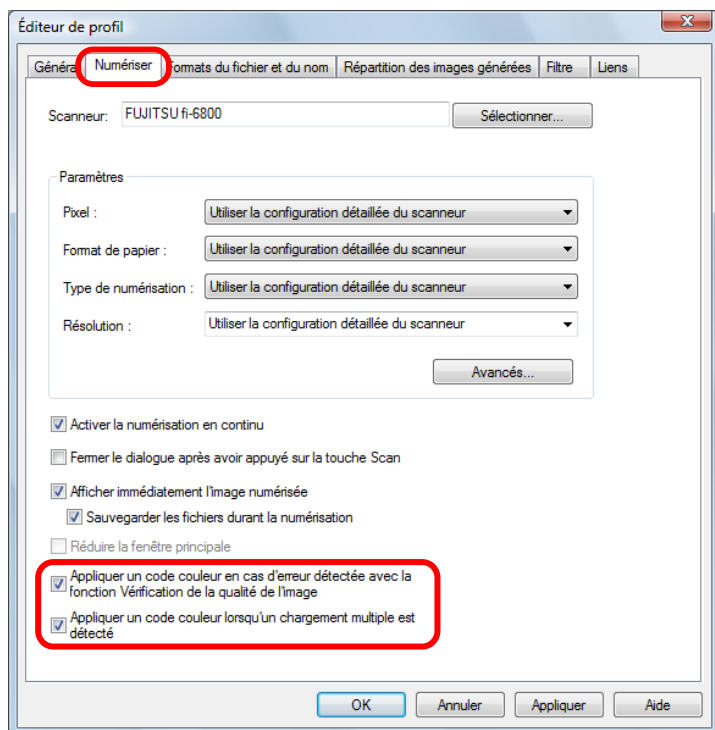 Éditeur de profil
Général Numériser Formats du fichier et du nom Répartition des images générées Filtre Liens
Scanneur: FUJITSU fi-6800 Sélectionner...
Paramètres
Pixel : Utiliser la configuration détaillée du scanneur
Format de papier : Utiliser la configuration détaillée du scanneur
Type de numérisation : Utiliser la configuration détaillée du scanneur
Résolution : Utiliser la configuration détaillée du scanneur
Avancés...
Activer la numérisation en continu
Fermer le dialogue après avoir appuyé sur la touche Scan
Afficher immédiatement l'image numérisée
Sauvegarder les fichiers durant la numérisation
Réduire la fenêtre principale
Appliquer un code couleur en cas d'erreur détectée avec la
fonction Vérification de la qualité de l'image
Appliquer un code couleur lorsqu'un chargement multiple est
détecté
OK Annuler Appliquer Aide